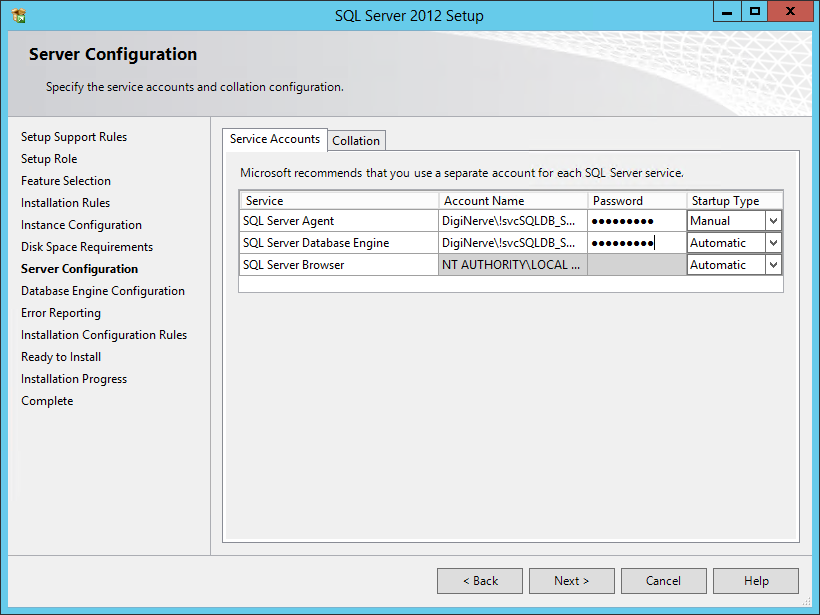 SQL Server 2012 Setup
Server Configuration
Specify the service accounts and collation configuration.
Setup Support Rules
Setup Role
Feature Selection
Installation Rules
Instance Configuration
Disk Space Requirements
Server Configuration
Database Engine Configuration
Error Reporting
Installation Configuration Rules
Ready to Install
Installation Progress
Complete
Service Accounts Collation
Microsoft recommends that you use a separate account for each SQL Server service.
Service Account Name Password Startup Type
SQL Server Agent DigiNerve\!svcSQLDB_S... ●●●●●●●●● Manual
SQL Server Database Engine DigiNerve\!svcSQLDB_S... ●●●●●●●●● Automatic
SQL Server Browser NT AUTHORITY\LOCAL ... Automatic
< Back Next > Cancel Help